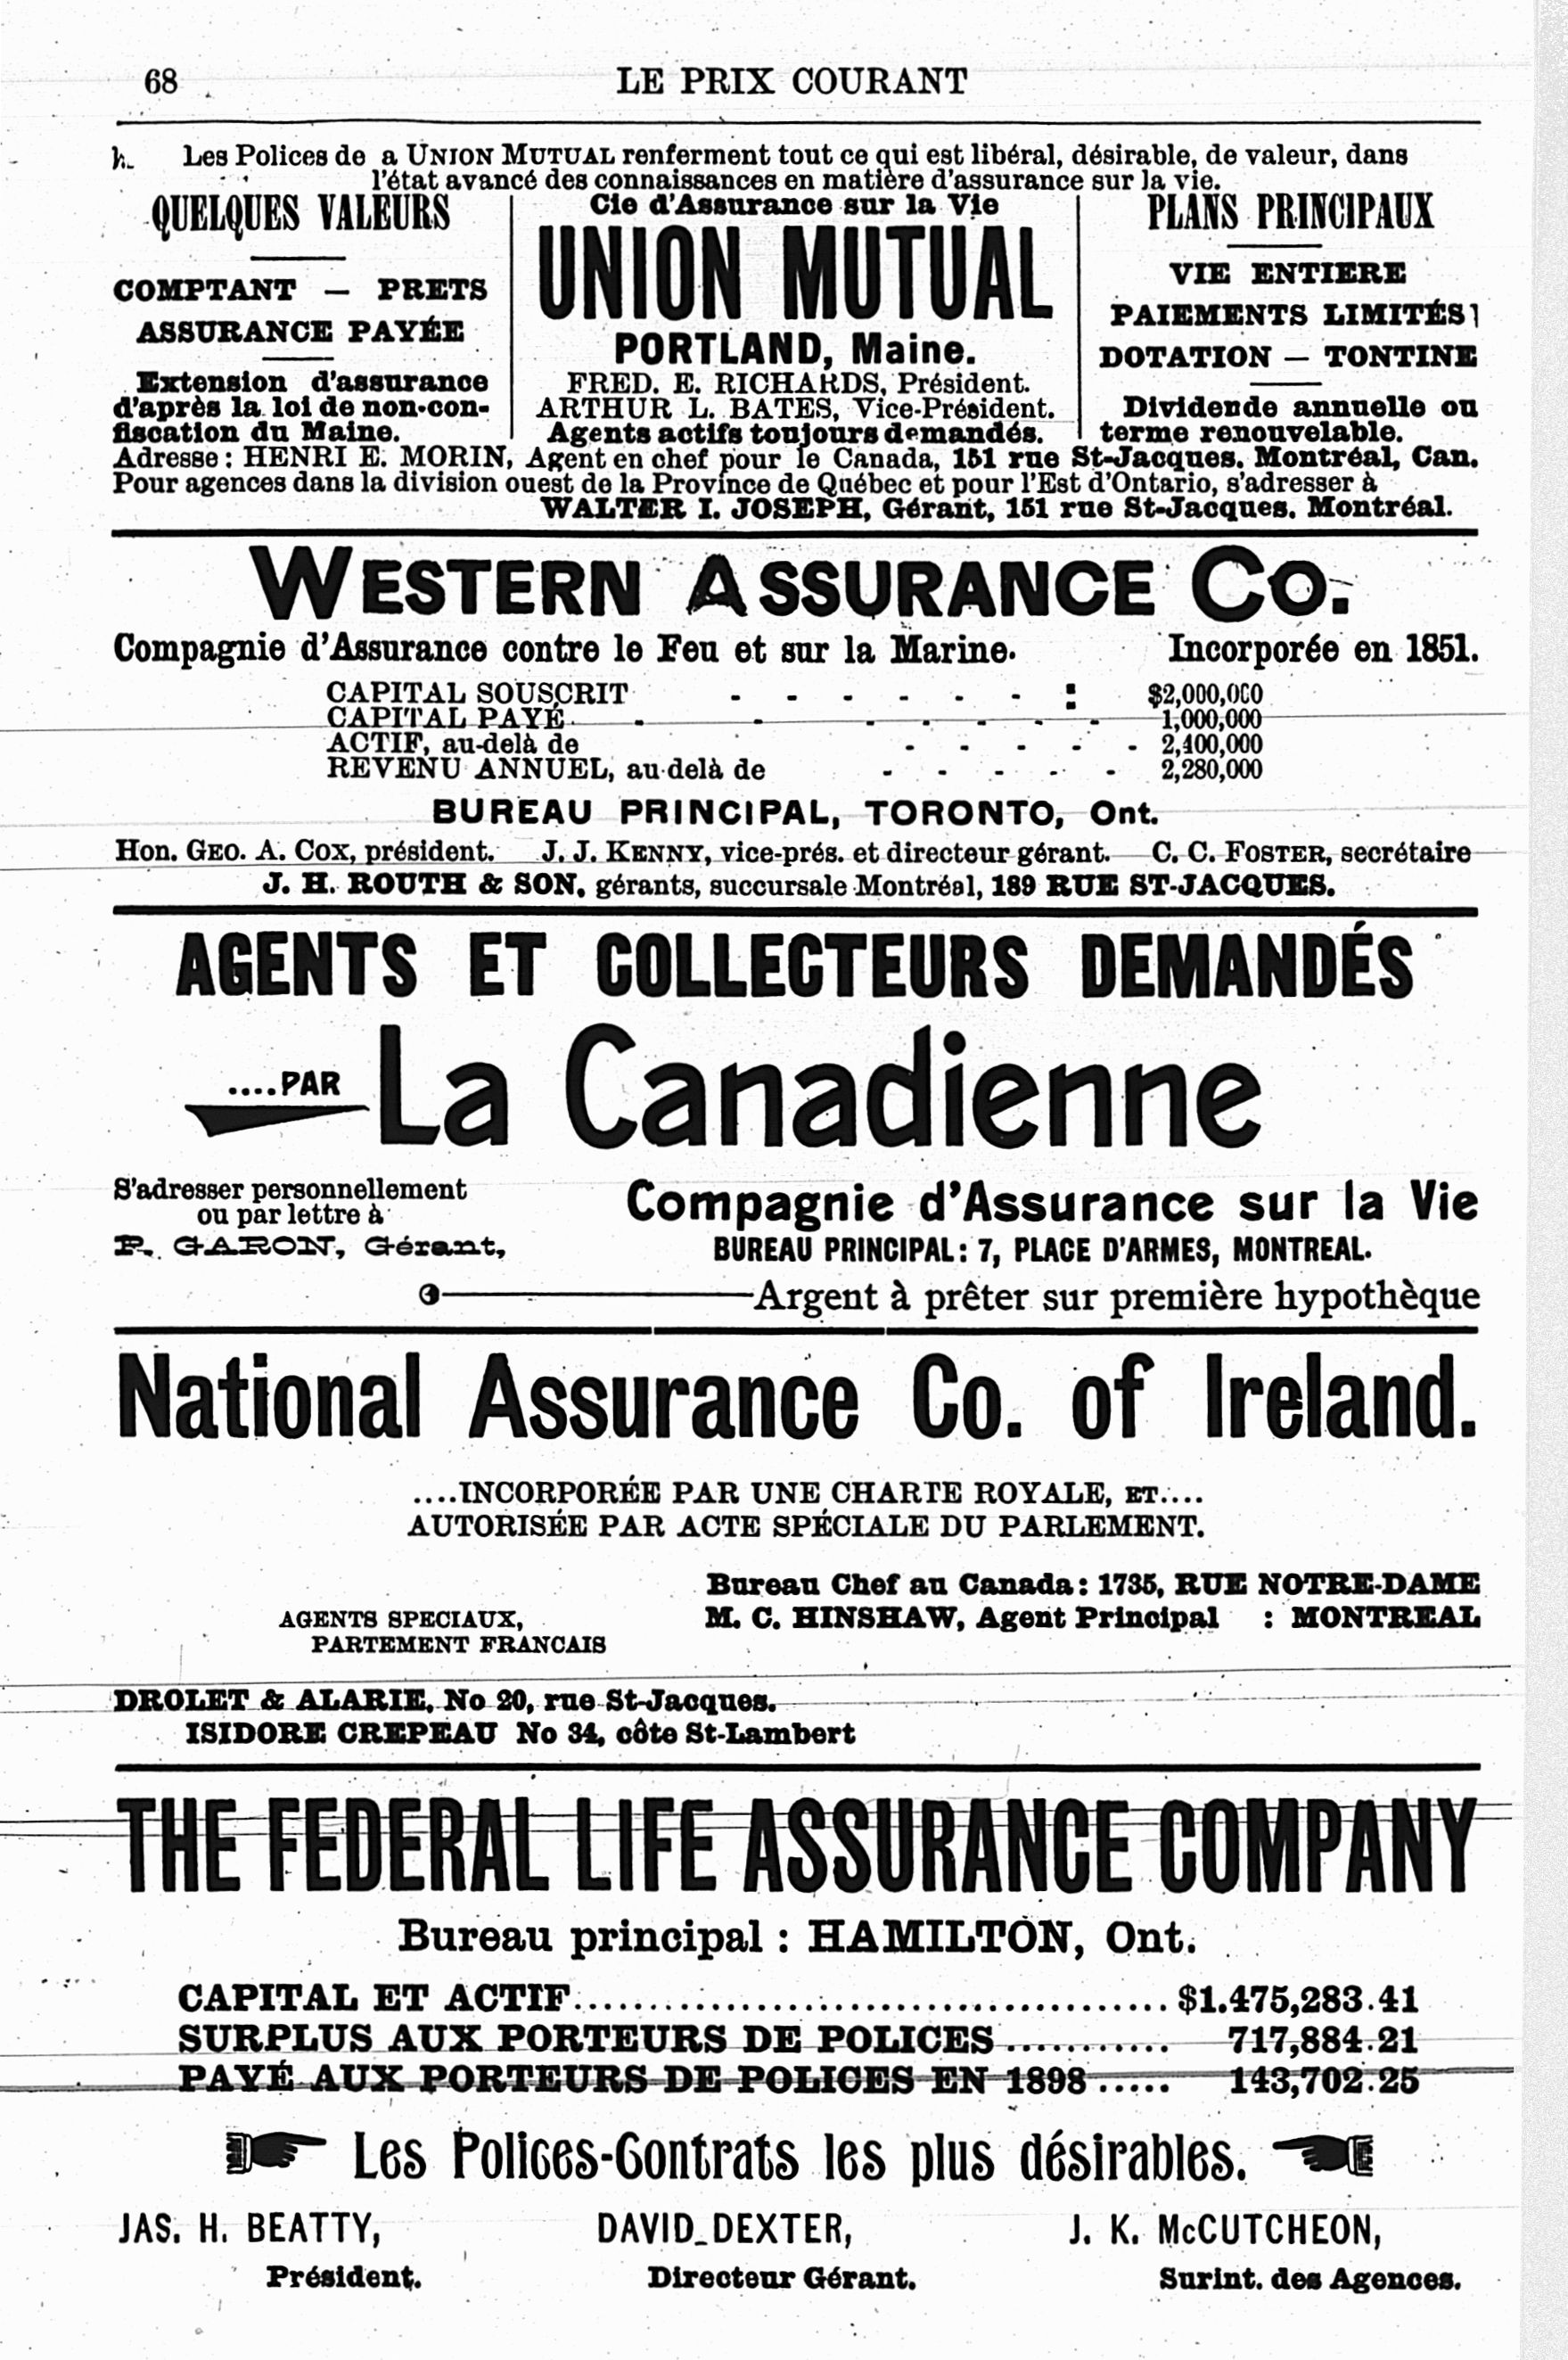 68
LE PRIX COURANT
Les Polices de a UNION MUTUAL renferment tout ce qui est libéral, désirable, de valeur, dans
l'état avancé des connaissances en matière d'assurance sur la vie.
QUELQUES VALEURS
COMPTANT — PRETS
ASSURANCE PAYÉE
Extension d'assurance
d'après la loi de non-con-
fiscation du Maine.
Cie d'Assurance sur la Vie
UNION MUTUAL
PORTLAND, Maine.
FRED. E. RICHARDS, Président.
ARTHUR L. BATES, Vice-Président.
Agents actifs toujours demandés.
PLANS PRINCIPAUX
VIE ENTIERE
PAIEMENTS LIMITÉS
DOTATION — TONTINE
Dividende annuelle ou
terme renouvelable.
Adresse : HENRI E. MORIN, Agent en chef pour le Canada, 151 rue St-Jacques. Montréal, Can.
Pour agences dans la division ouest de la Province de Québec et pour l'Est d'Ontario, s'adresser à
WALTER I. JOSEPH, Gérant, 151 rue St-Jacques. Montréal.
WESTERN ASSURANCE CO.
Compagnie d'Assurance contre le Feu et sur la Marine. Incorporée en 1851.
CAPITAL SOUSCRIT - - - - - - : $2,000,000
CAPITAL PAYÉ - - - - - - 1,000,000
ACTIF, au-delà de - - - - - 2,400,000
REVENU ANNUEL, au-delà de - - - - - 2,280,000
BUREAU PRINCIPAL, TORONTO, Ont.
Hon. GEO. A. COX, président. J. J. KENNY, vice-prés. et directeur gérant. C. C. FOSTER, secrétaire
J. H. ROUTH & SON, gérants, succursale Montréal, 189 RUE ST-JACQUES.
AGENTS ET COLLECTEURS DEMANDÉS
....PAR La Canadienne
S'adresser personnellement
ou par lettre à
P. GARON, Gérant,
Compagnie d'Assurance sur la Vie
BUREAU PRINCIPAL: 7, PLACE D'ARMES, MONTREAL.
Argent à prêter sur première hypothèque
National Assurance Co. of Ireland.
....INCORPORÉE PAR UNE CHARTE ROYALE, ET....
AUTORISÉE PAR ACTE SPÉCIALE DU PARLEMENT.
Bureau Chef au Canada: 1735, RUE NOTRE-DAME
M. C. HINSHAW, Agent Principal : MONTREAL
AGENTS SPECIAUX,
PARTEMENT FRANCAIS
DROLET & ALARIE, No 20, rue St-Jacques.
ISIDORE CREPEAU No 34, côte St-Lambert
THE FEDERAL LIFE ASSURANCE COMPANY
Bureau principal : HAMILTON, Ont.
CAPITAL ET ACTIF........................................ $1.475,283.41
SURPLUS AUX PORTEURS DE POLICES........... 717,884.21
PAYÉ AUX PORTEURS DE POLICES EN 1898..... 143,702.25
Les Polices-Contrats les plus désirables.
JAS. H. BEATTY,
Président.
DAVID DEXTER,
Directeur Gérant.
J. K. McCUTCHEON,
Surint. des Agences.